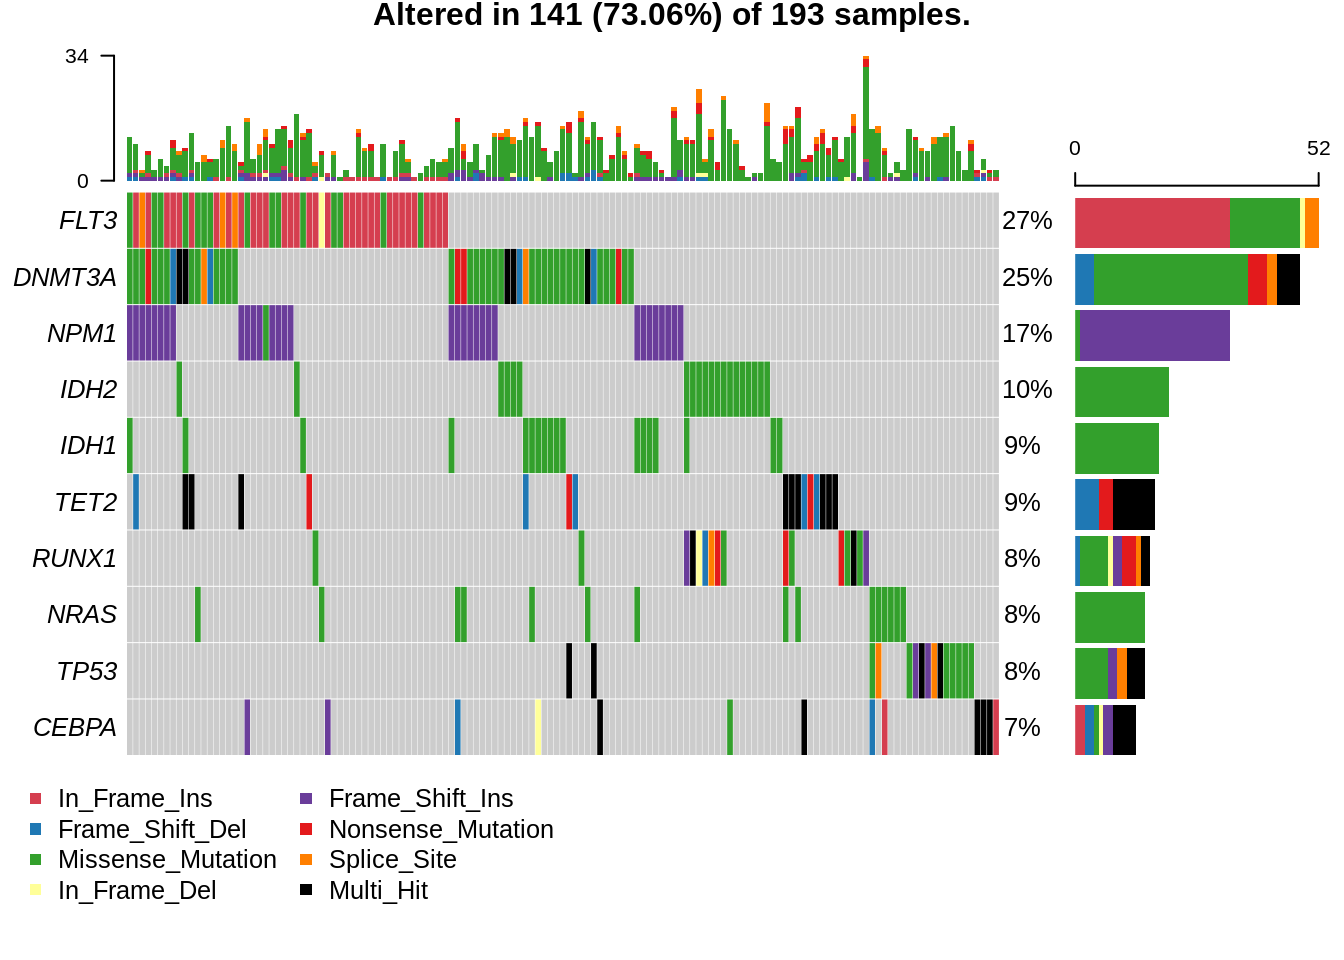 Altered in 141 (73.06%) of 193 samples.
34
0
0 52
FLT3 27%
DNMT3A 25%
NPM1 17%
IDH2 10%
IDH1 9%
TET2 9%
RUNX1 8%
NRAS 8%
TP53 8%
CEBPA 7%
In_Frame_Ins Frame_Shift_Ins
Frame_Shift_Del Nonsense_Mutation
Missense_Mutation Splice_Site
In_Frame_Del Multi_Hit